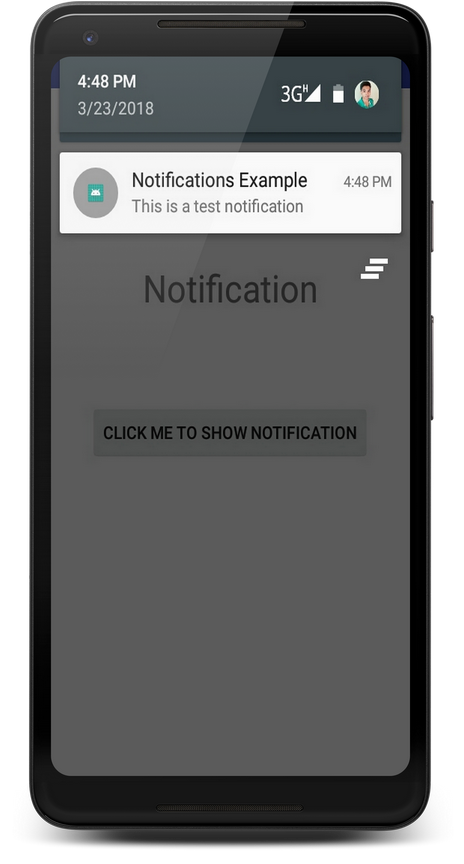 4:48 PM
3/23/2018
3G H
Notifications Example 4:48 PM
This is a test notification
Notification
CLICK ME TO SHOW NOTIFICATION